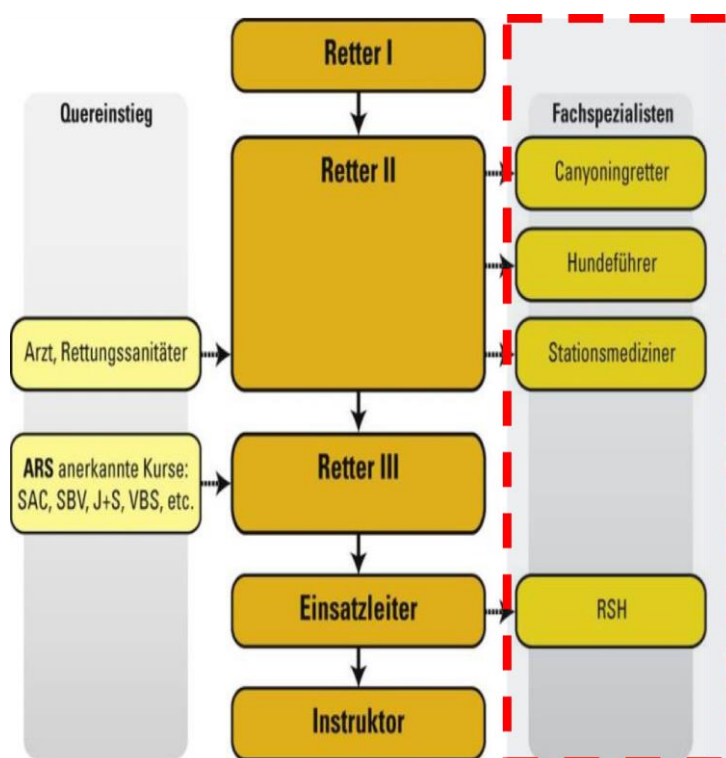 Retter I
Quereinstieg
Fachspezialisten
Retter II
Canyoningretter
Hundeführer
Arzt, Rettungssanitäter
Stationsmediziner
ARS anerkannte Kurse:
SAC, SBV, J+S, VBS, etc.
Retter III
Einsatzleiter
RSH
Instruktor